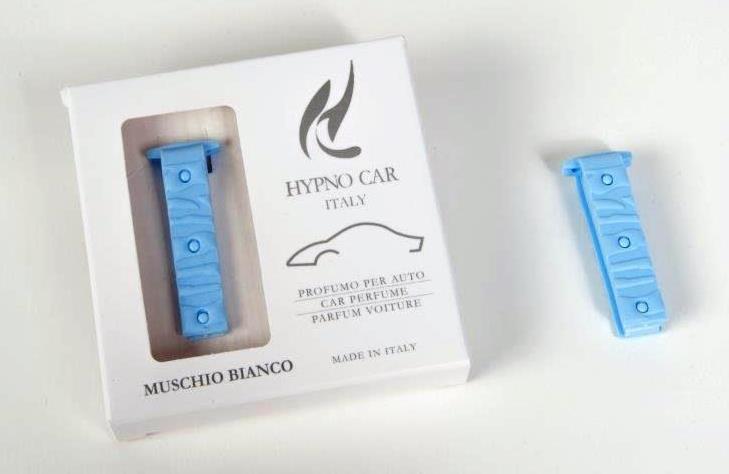 HYPNO CAR
ITALY
PROFUMO PER AUTO
CAR PERFUME
PARFUM VOITURE
MUSCHIO BIANCO
MADE IN ITALY